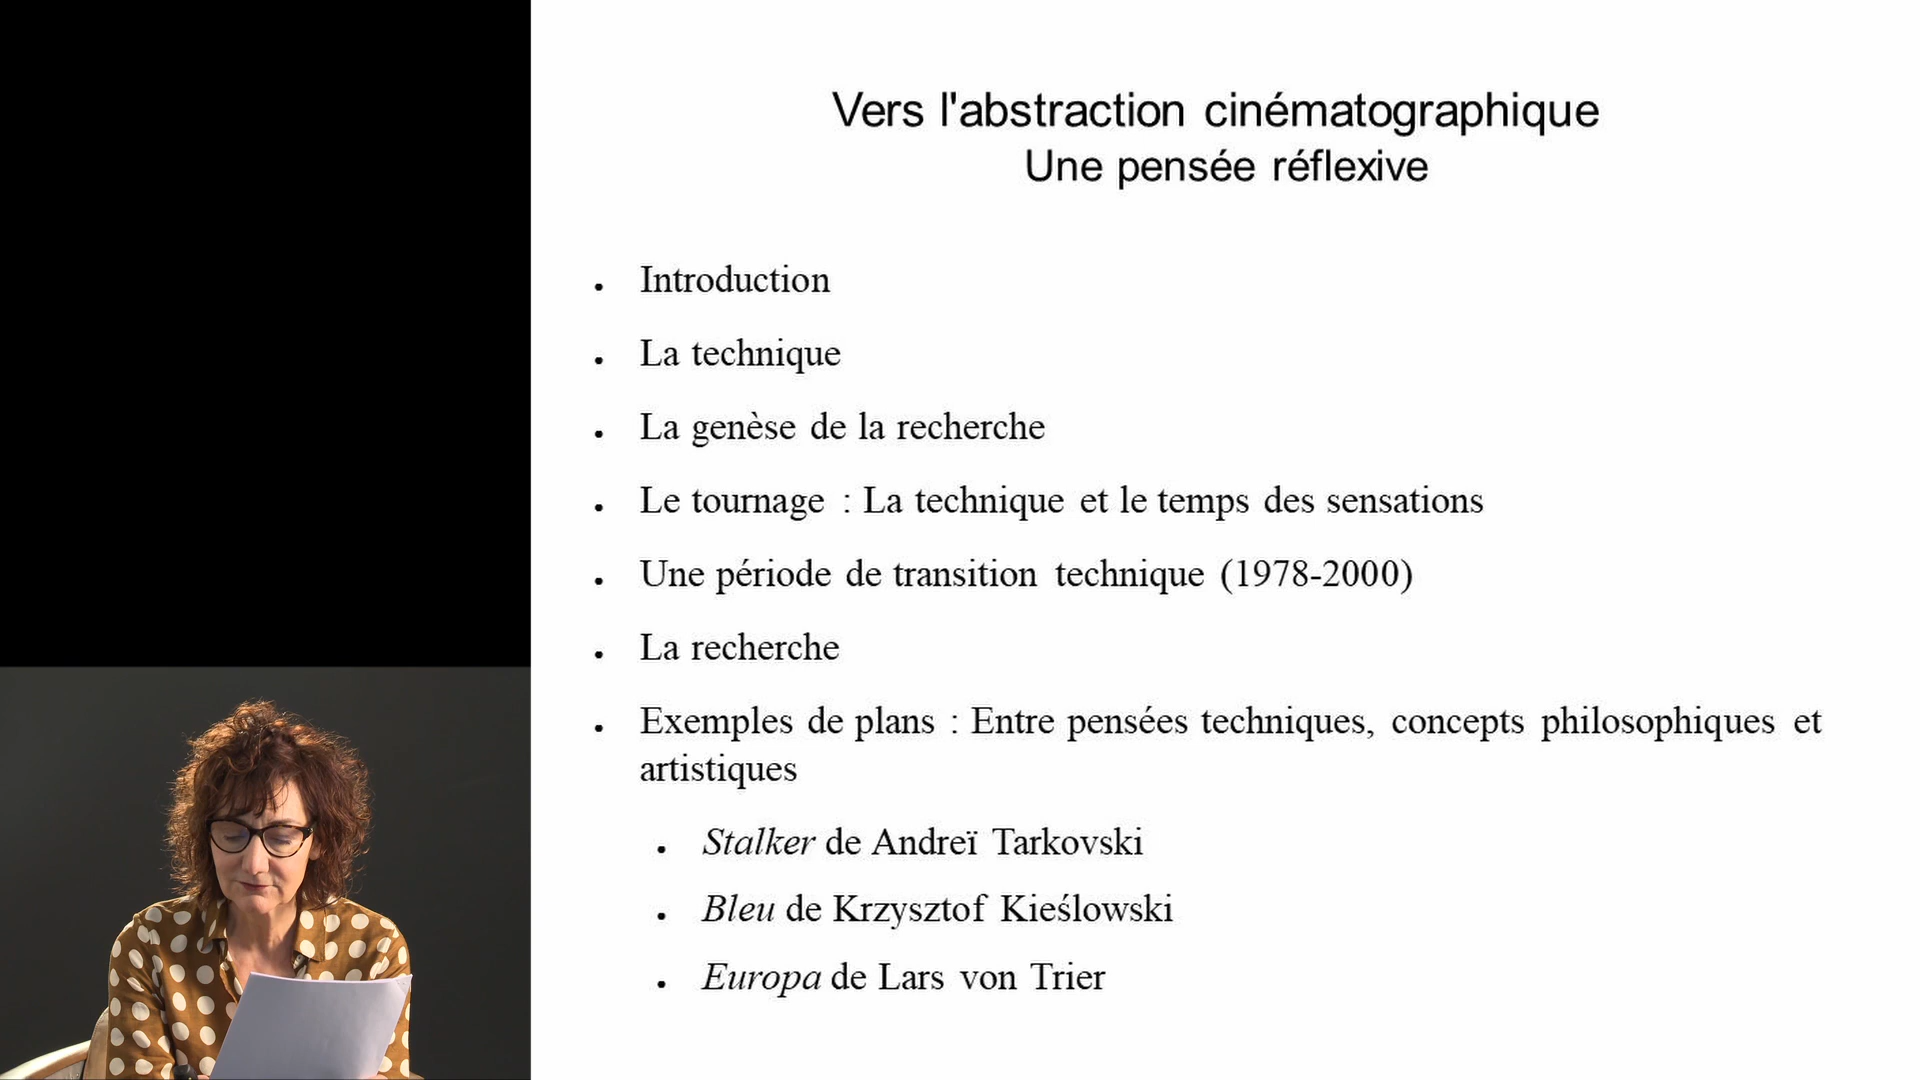 Vers l'abstraction cinématographique
Une pensée réflexive
Introduction
La technique
La genèse de la recherche
Le tournage : La technique et le temps des sensations
Une période de transition technique (1978-2000)
La recherche
Exemples de plans : Entre pensées techniques, concepts philosophiques et
artistiques
Stalker de Andreï Tarkovski
Bleu de Krzysztof Kieślowski
Europa de Lars von Trier